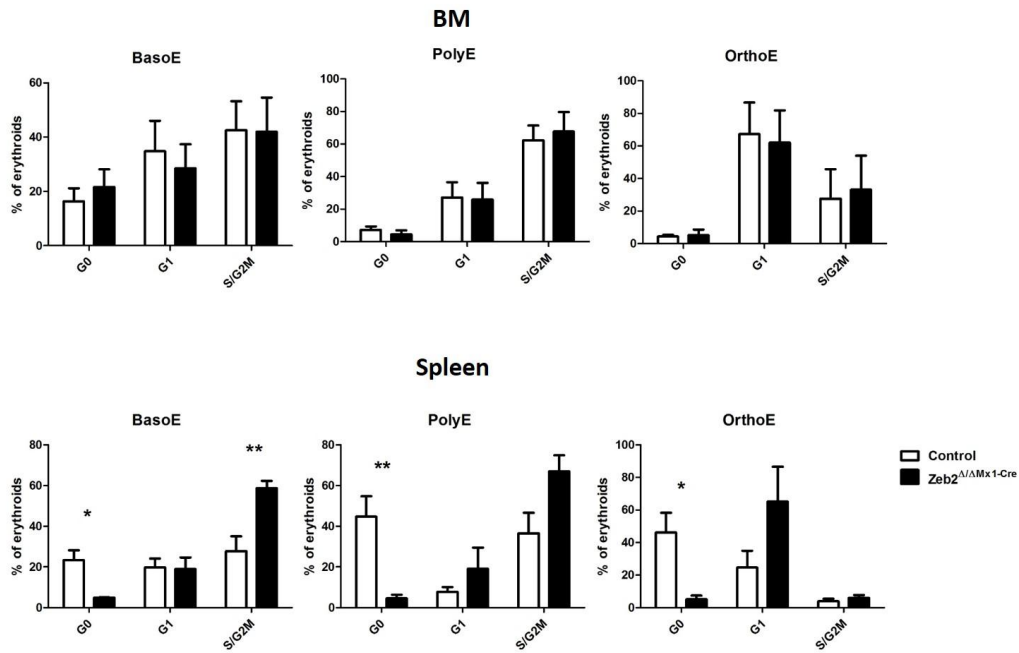 BM
BasoE
PolyE
OrthoE
% of erythroids
60
40
20
0
G0
G1
S/G2M
% of erythroids
100
80
60
40
20
0
G0
G1
S/G2M
% of erythroids
100
80
60
40
20
0
G0
G1
S/G2M
Spleen
BasoE
PolyE
OrthoE
% of erythroids
80
60
40
20
0
*
**
G0
G1
S/G2M
% of erythroids
80
60
40
20
0
**
G0
G1
S/G2M
% of erythroids
100
80
60
40
20
0
*
G0
G1
S/G2M
Control
Zeb2Δ/ΔMx1-Cre